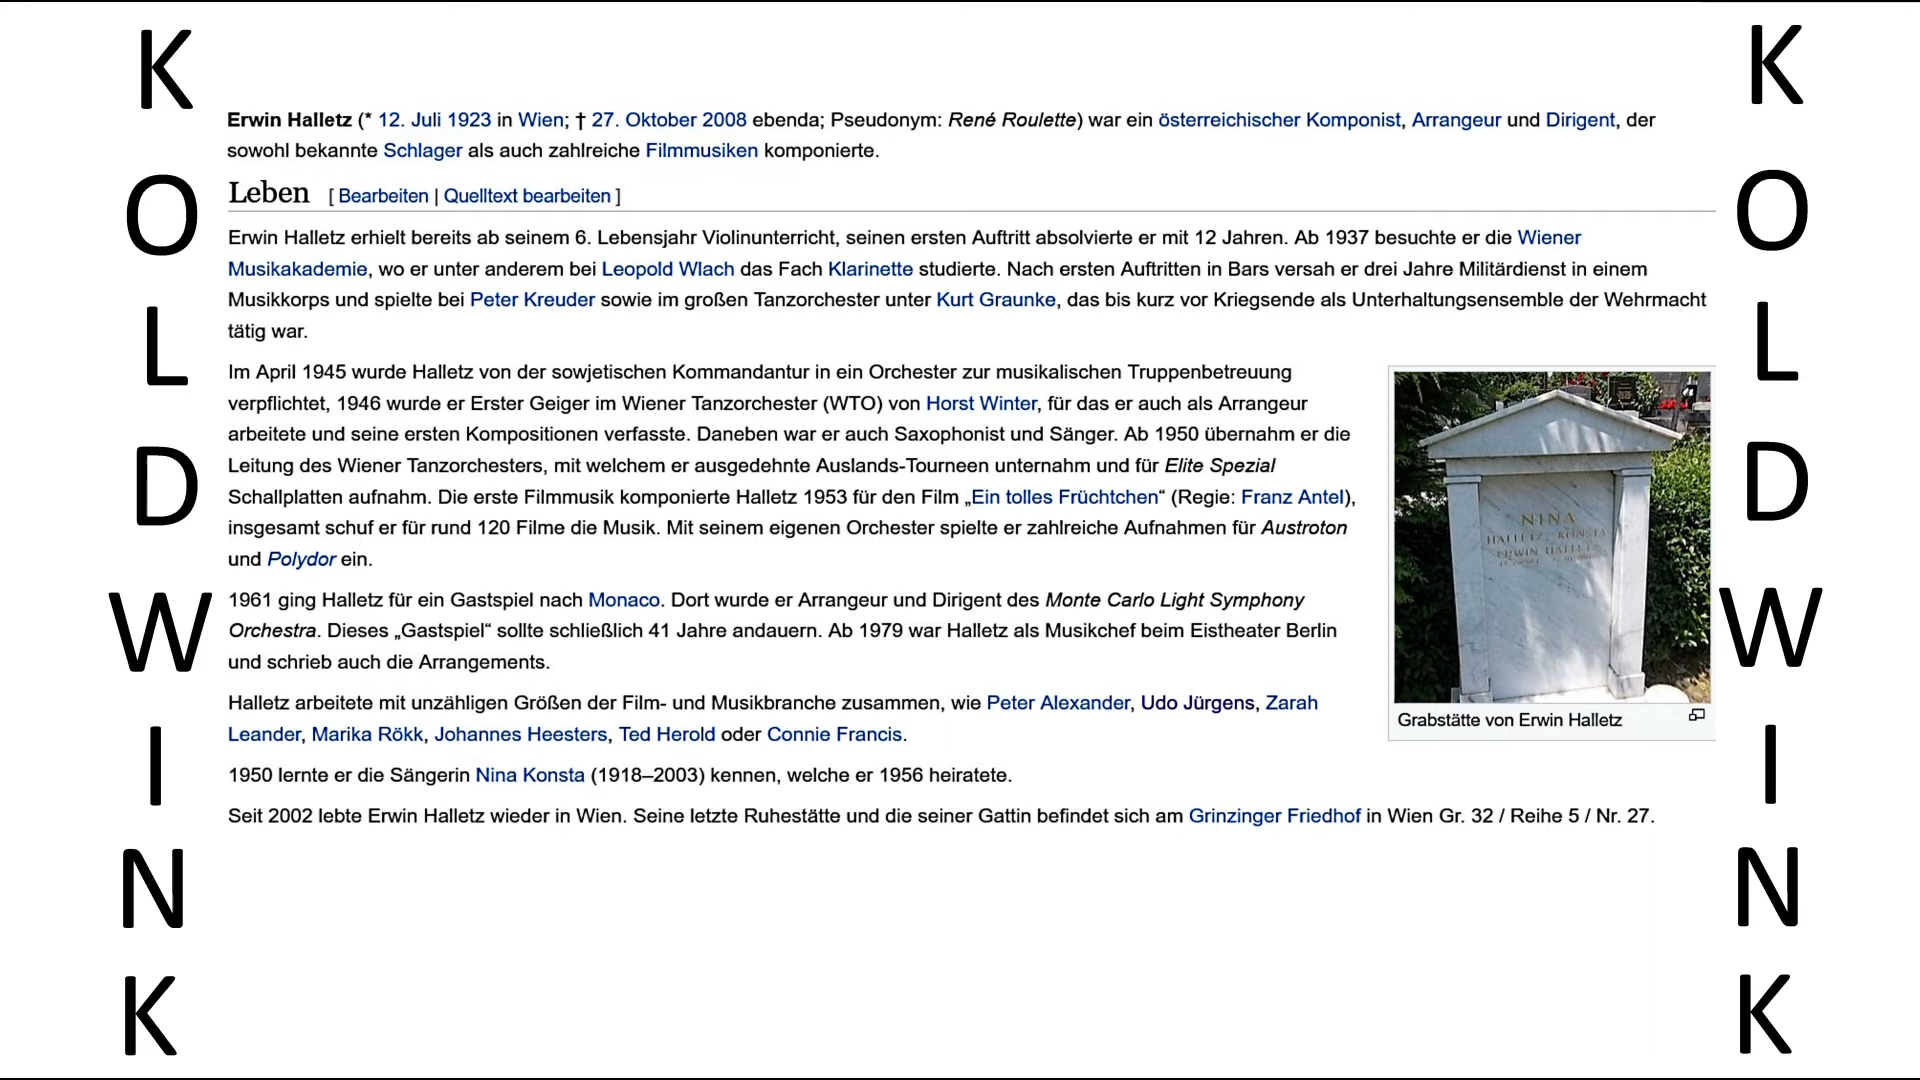 K
O
L
D
W
I
N
K
Erwin Halletz (* 12. Juli 1923 in Wien; † 27. Oktober 2008 ebenda; Pseudonym: René Roulette) war ein österreichischer Komponist, Arrangeur und Dirigent, der
sowohl bekannte Schlager als auch zahlreiche Filmmusiken komponierte.
Leben [ Bearbeiten | Quelltext bearbeiten ]
Erwin Halletz erhielt bereits ab seinem 6. Lebensjahr Violinunterricht, seinen ersten Auftritt absolvierte er mit 12 Jahren. Ab 1937 besuchte er die Wiener
Musikakademie, wo er unter anderem bei Leopold Wlach das Fach Klarinette studierte. Nach ersten Auftritten in Bars versah er drei Jahre Militärdienst in einem
Musikkorps und spielte bei Peter Kreuder sowie im großen Tanzorchester unter Kurt Graunke, das bis kurz vor Kriegsende als Unterhaltungsensemble der Wehrmacht
tätig war.
Im April 1945 wurde Halletz von der sowjetischen Kommandantur in ein Orchester zur musikalischen Truppenbetreuung
verpflichtet, 1946 wurde er Erster Geiger im Wiener Tanzorchester (WTO) von Horst Winter, für das er auch als Arrangeur
arbeitete und seine ersten Kompositionen verfasste. Daneben war er auch Saxophonist und Sänger. Ab 1950 übernahm er die
Leitung des Wiener Tanzorchesters, mit welchem er ausgedehnte Auslands-Tourneen unternahm und für Elite Spezial
Schallplatten aufnahm. Die erste Filmmusik komponierte Halletz 1953 für den Film „Ein tolles Früchtchen“ (Regie: Franz Antel),
insgesamt schuf er für rund 120 Filme die Musik. Mit seinem eigenen Orchester spielte er zahlreiche Aufnahmen für Austroton
und Polydor ein.
1961 ging Halletz für ein Gastspiel nach Monaco. Dort wurde er Arrangeur und Dirigent des Monte Carlo Light Symphony
Orchestra. Dieses „Gastspiel“ sollte schließlich 41 Jahre andauern. Ab 1979 war Halletz als Musikchef beim Eistheater Berlin
und schrieb auch die Arrangements.
Halletz arbeitete mit unzähligen Größen der Film- und Musikbranche zusammen, wie Peter Alexander, Udo Jürgens, Zarah
Leander, Marika Rökk, Johannes Heesters, Ted Herold oder Connie Francis.
1950 lernte er die Sängerin Nina Konsta (1918–2003) kennen, welche er 1956 heiratete.
Seit 2002 lebte Erwin Halletz wieder in Wien. Seine letzte Ruhestätte und die seiner Gattin befindet sich am Grinzinger Friedhof in Wien Gr. 32 / Reihe 5 / Nr. 27.
NINA
HALLETZ - KONSTA
ERWIN HALLETZ
Grabstätte von Erwin Halletz
K
O
L
D
W
I
N
K